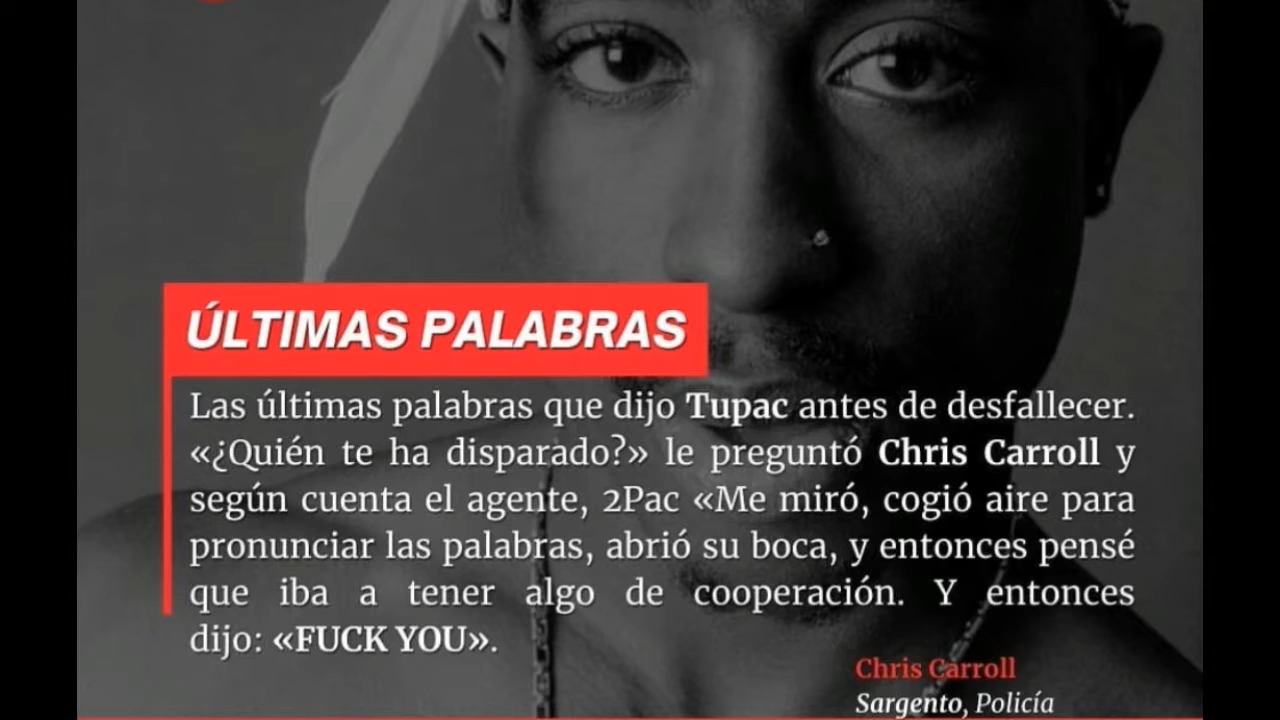 ÚLTIMAS PALABRAS
Las últimas palabras que dijo Tupac antes de desfallecer.
«¿Quién te ha disparado?» le preguntó Chris Carroll y
según cuenta el agente, 2Pac «Me miró, cogió aire para
pronunciar las palabras, abrió su boca, y entonces pensé
que iba a tener algo de cooperación. Y entonces
dijo: «FUCK YOU».
Chris Carroll
Sargento, Policía